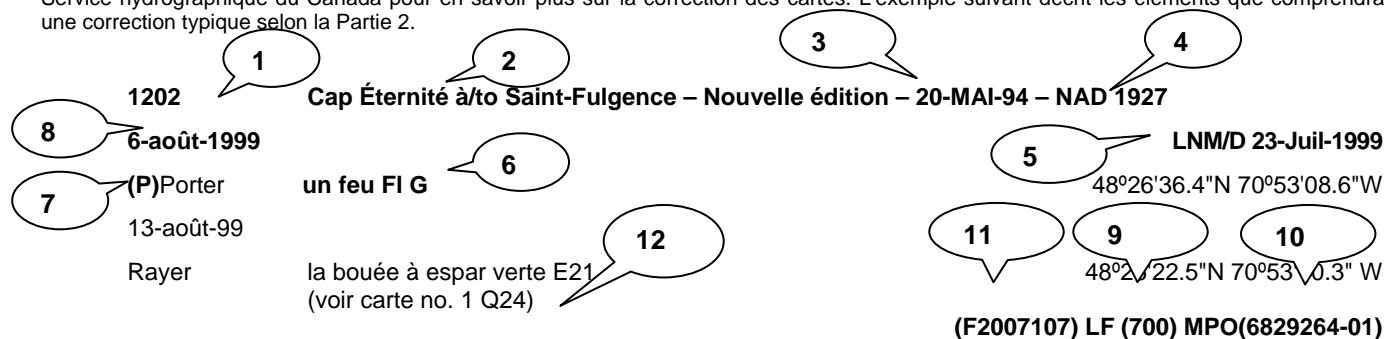 Service hydrographique du Canada pour en savoir plus sur la correction des cartes. L'exemple suivant décrit les éléments que comprendra
une correction typique selon la Partie 2.
1 2 3 4
1202 Cap Éternité à/to Saint-Fulgence – Nouvelle édition – 20-MAI-94 – NAD 1927
8 6-août-1999 5 LNM/D 23-Juil-1999
7 (P)Porter un feu Fl G 6 48º26'36.4"N 70º53'08.6"W
13-août-99
12 11 9 10
Rayer la bouée à espar verte E21 22.5"N 0.3" W
(voir carte no. 1 Q24)
(F2007107) LF (700) MPO(6829264-01)